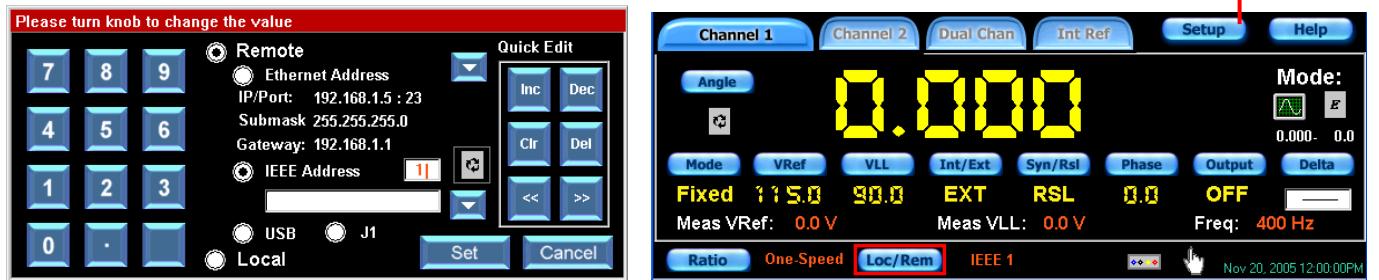 Please turn knob to change the value
7 8 9
4 5 6
1 2 3
0 .
Remote
Ethernet Address
IP/Port: 192.168.1.5 : 23
Submask 255.255.255.0
Gateway: 192.168.1.1
IEEE Address 1
USB J1
Local
Quick Edit
Inc Dec
Clr Del
<< >>
Set Cancel
Channel 1 Channel 2 Dual Chan Int Ref Setup Help
Angle 0.000 Mode:
E
0.000- 0.0
Mode VRef VLL Int/Ext Syn/Rsl Phase Output Delta
Fixed 115.0 90.0 EXT RSL 0.0 OFF
Meas VRef: 0.0 V Meas VLL: 0.0 V Freq: 400 Hz
Ratio One-Speed Loc/Rem IEEE 1 Nov 20, 2005 12:00:00PM